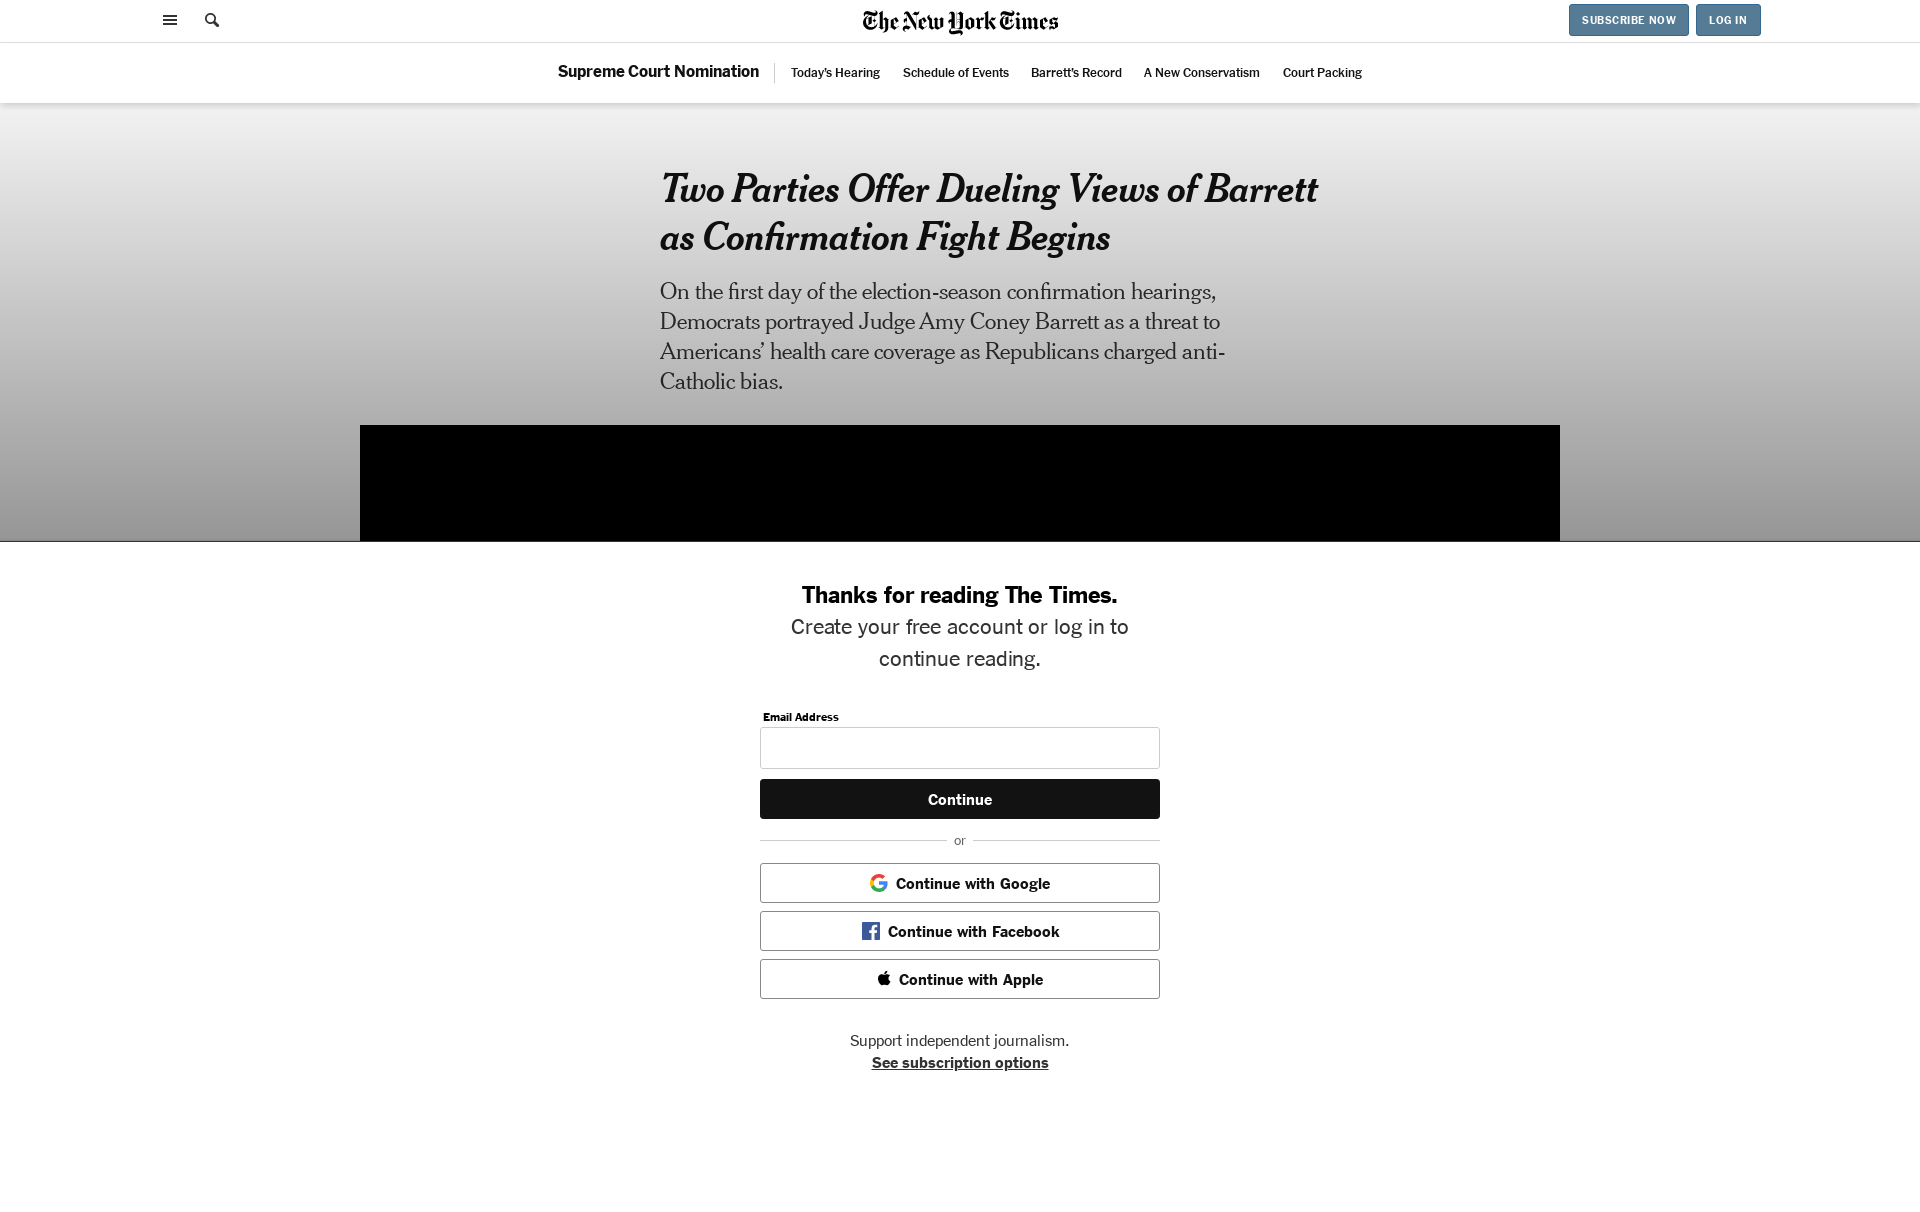 The New York Times
SUBSCRIBE NOW
LOG IN
Supreme Court Nomination
Today's Hearing
Schedule of Events
Barrett's Record
A New Conservatism
Court Packing
Two Parties Offer Dueling Views of Barrett
as Confirmation Fight Begins
On the first day of the election-season confirmation hearings,
Democrats portrayed Judge Amy Coney Barrett as a threat to
Americans’ health care coverage as Republicans charged anti-
Catholic bias.
Thanks for reading The Times.
Create your free account or log in to
continue reading.
Email Address
Continue
or
Continue with Google
Continue with Facebook
Continue with Apple
Support independent journalism.
See subscription options